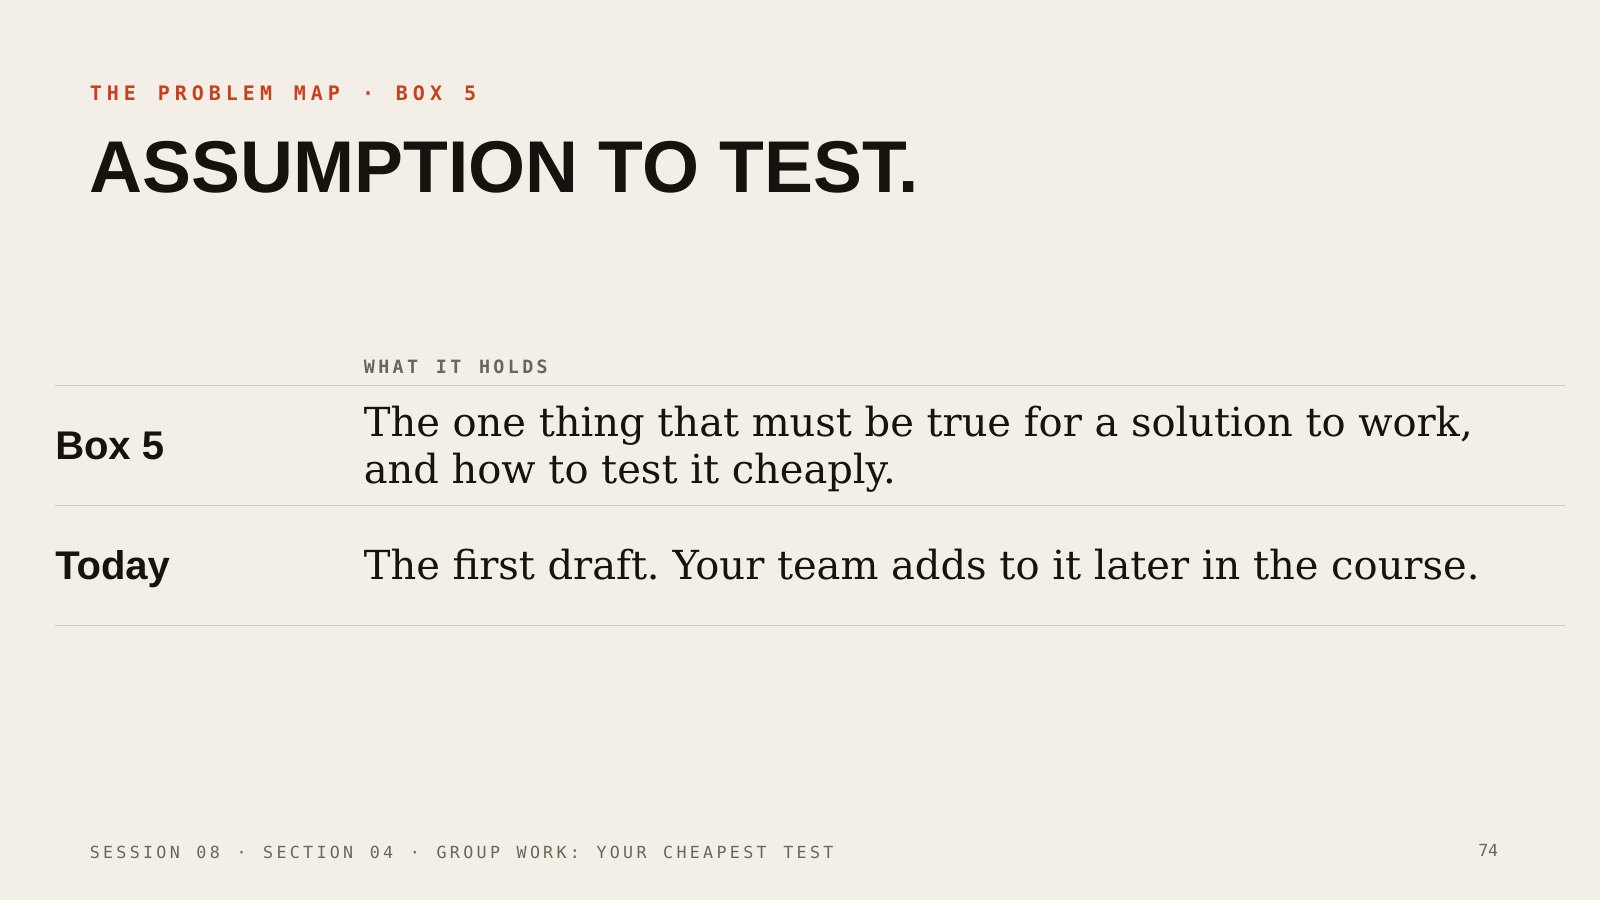 THE PROBLEM MAP · BOX 5
ASSUMPTION TO TEST.
WHAT IT HOLDS
Box 5
The one thing that must be true for a solution to work,
and how to test it cheaply.
Today
The first draft. Your team adds to it later in the course.
SESSION 08 · SECTION 04 · GROUP WORK: YOUR CHEAPEST TEST
74